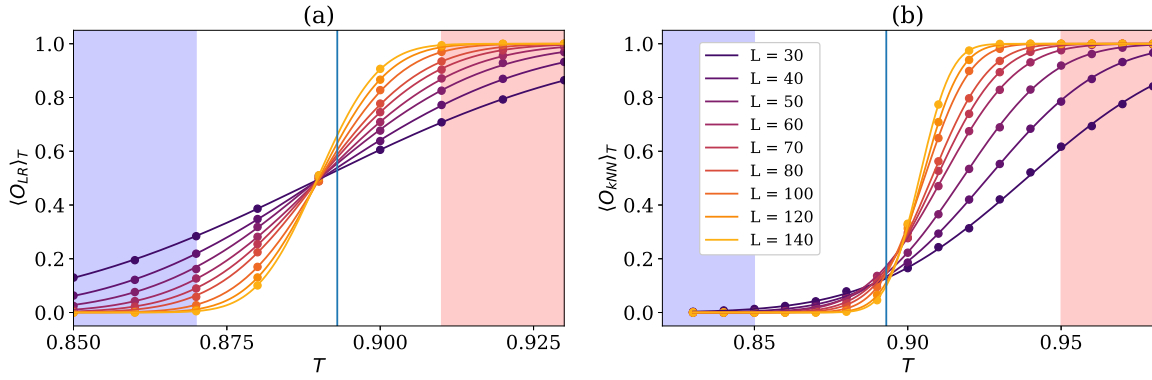 (a)
1.0
0.8
0.6
0.4
0.2
0.0
⟨O_LR⟩_T
0.850 0.875 0.900 0.925
T
(b)
1.0
0.8
0.6
0.4
0.2
0.0
⟨O_kNN⟩_T
L = 30
L = 40
L = 50
L = 60
L = 70
L = 80
L = 100
L = 120
L = 140
0.85 0.90 0.95
T